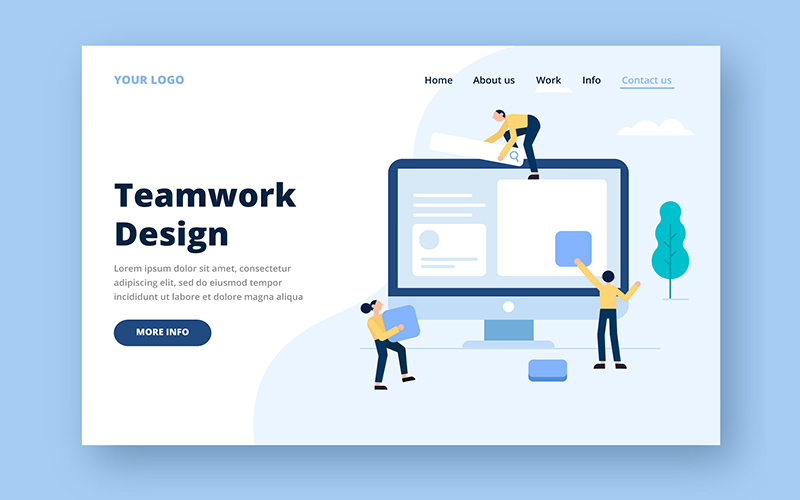 YOUR LOGO
Home About us Work Info Contact us
Teamwork
Design
Lorem ipsum dolor sit amet, consectetur
adipiscing elit, sed do eiusmod tempor
incididunt ut labore et dolore magna aliqua
MORE INFO